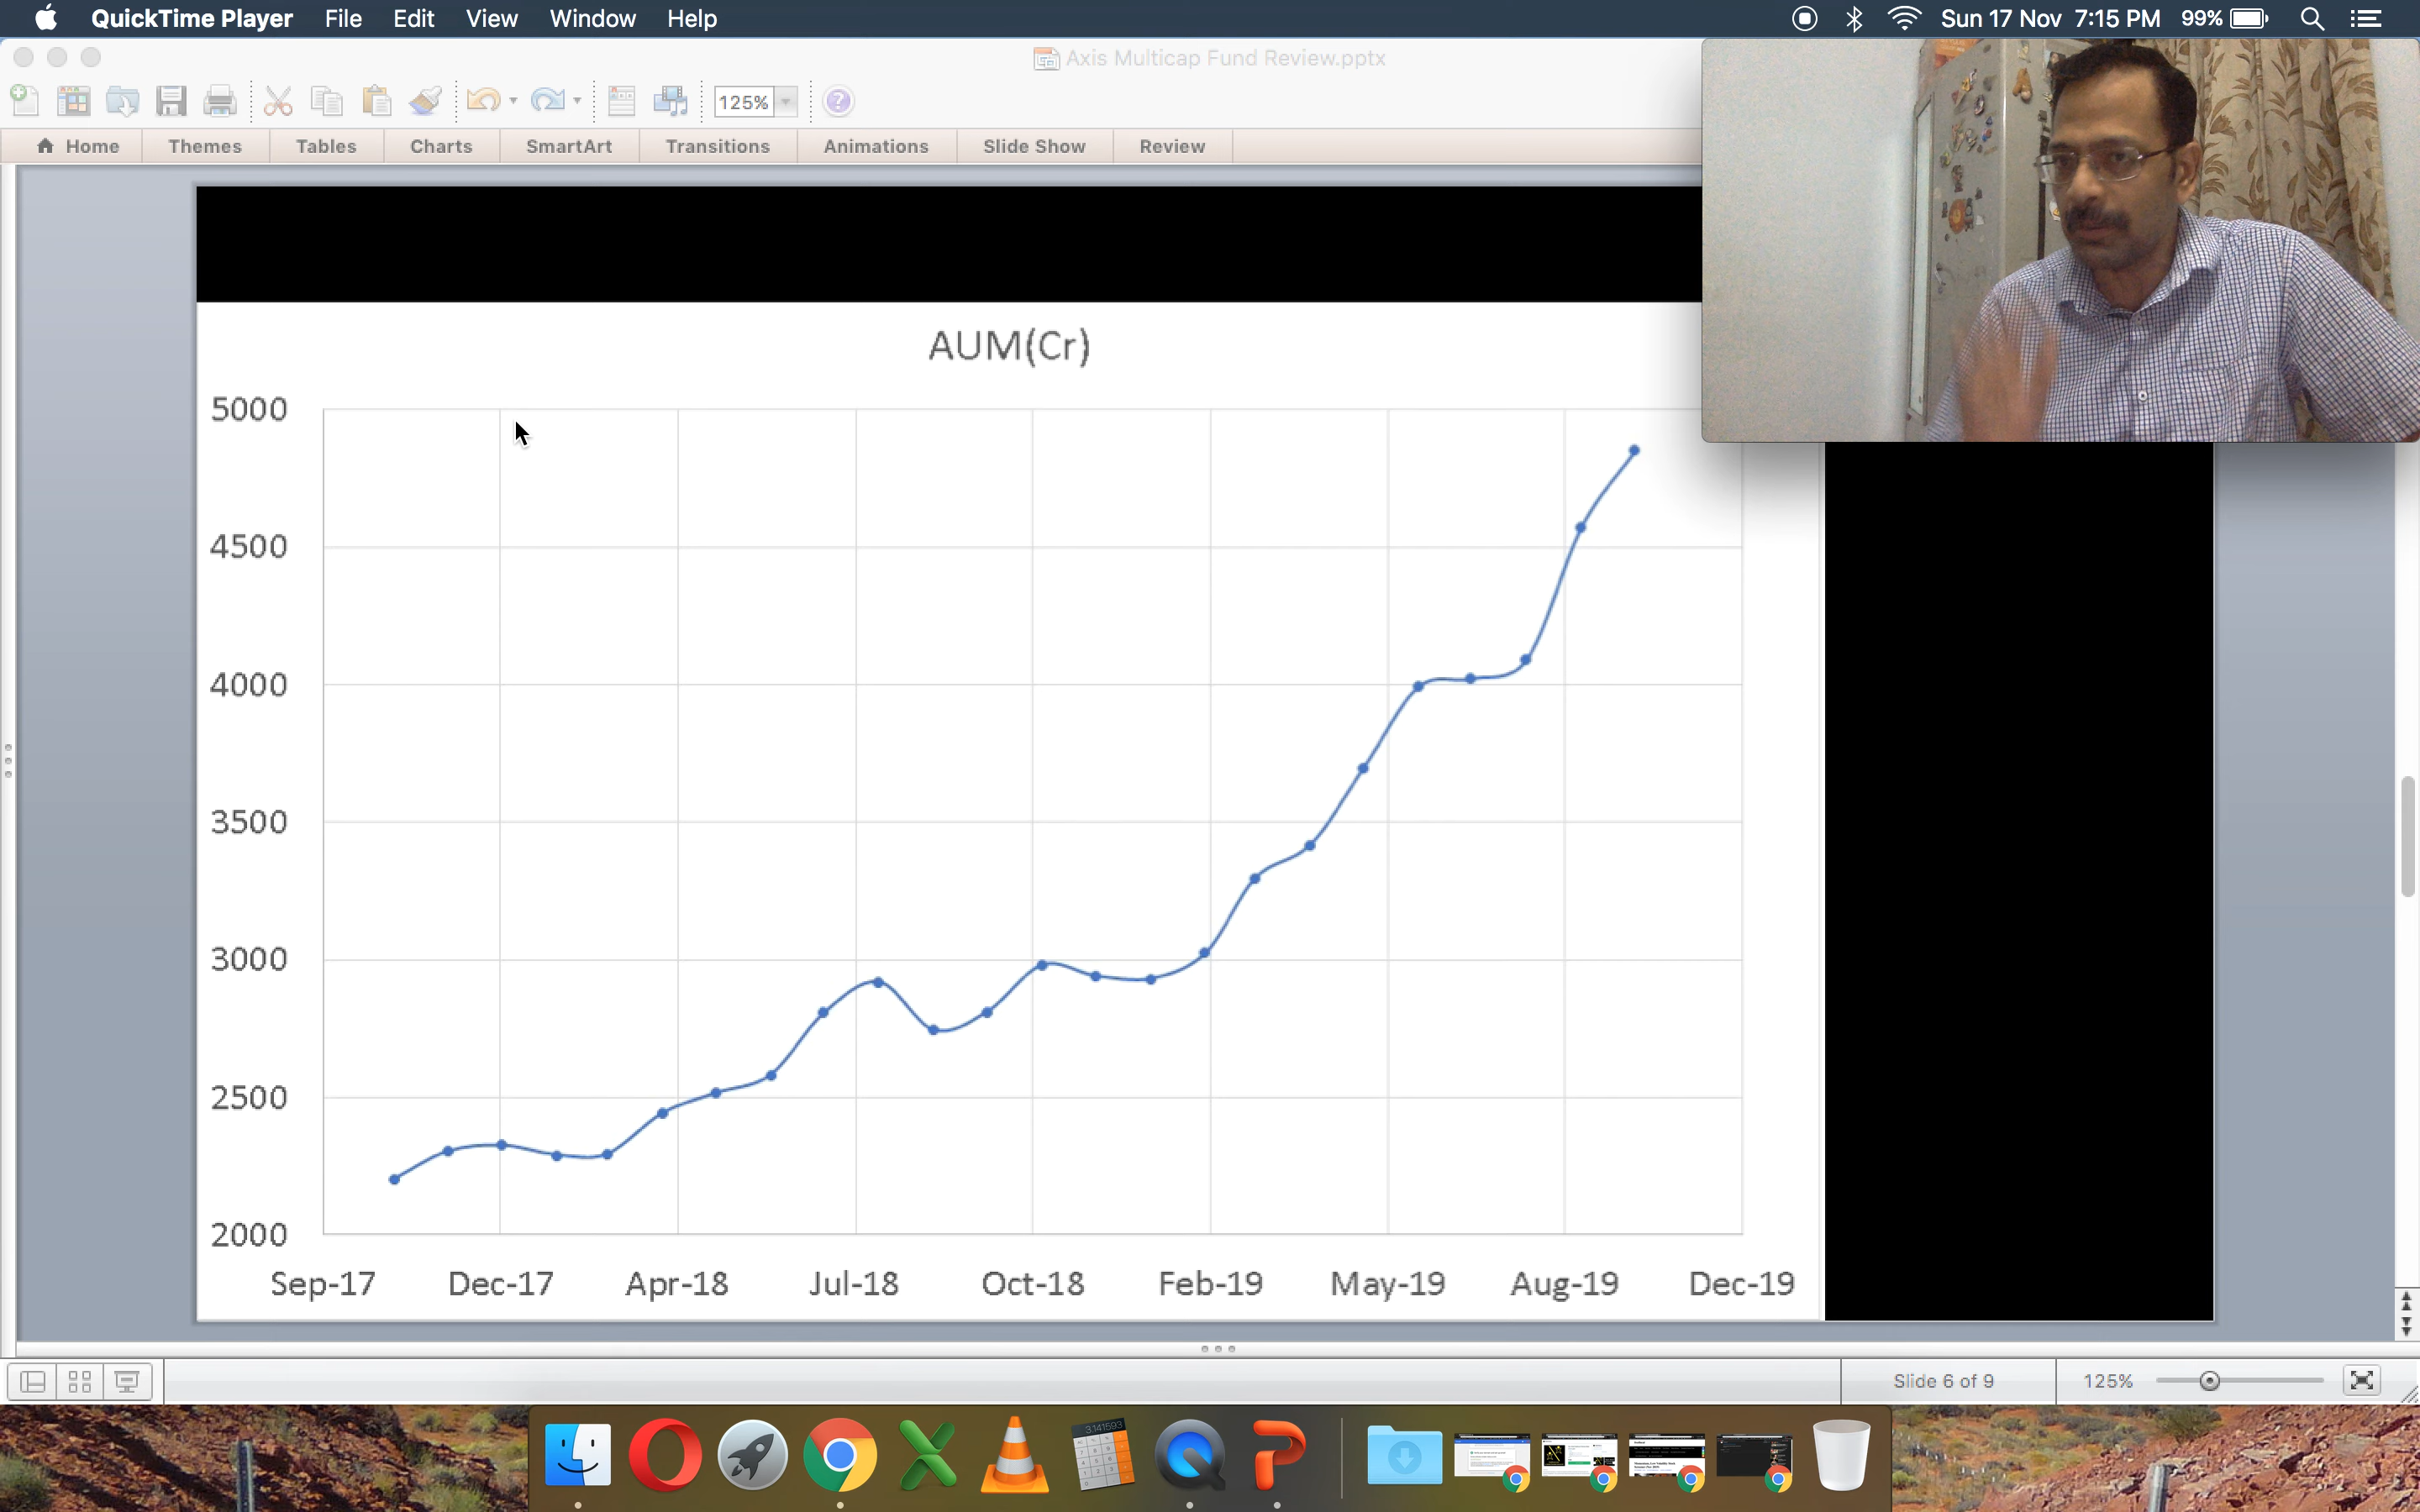 QuickTime Player File Edit View Window Help Sun 17 Nov 7:15 PM 99%
Axis Multicap Fund Review.pptx
125%
Home Themes Tables Charts SmartArt Transitions Animations Slide Show Review
AUM(Cr)
5000
4500
4000
3500
3000
2500
2000
Sep-17 Dec-17 Apr-18 Jul-18 Oct-18 Feb-19 May-19 Aug-19 Dec-19
Slide 6 of 9 125%
3.141593